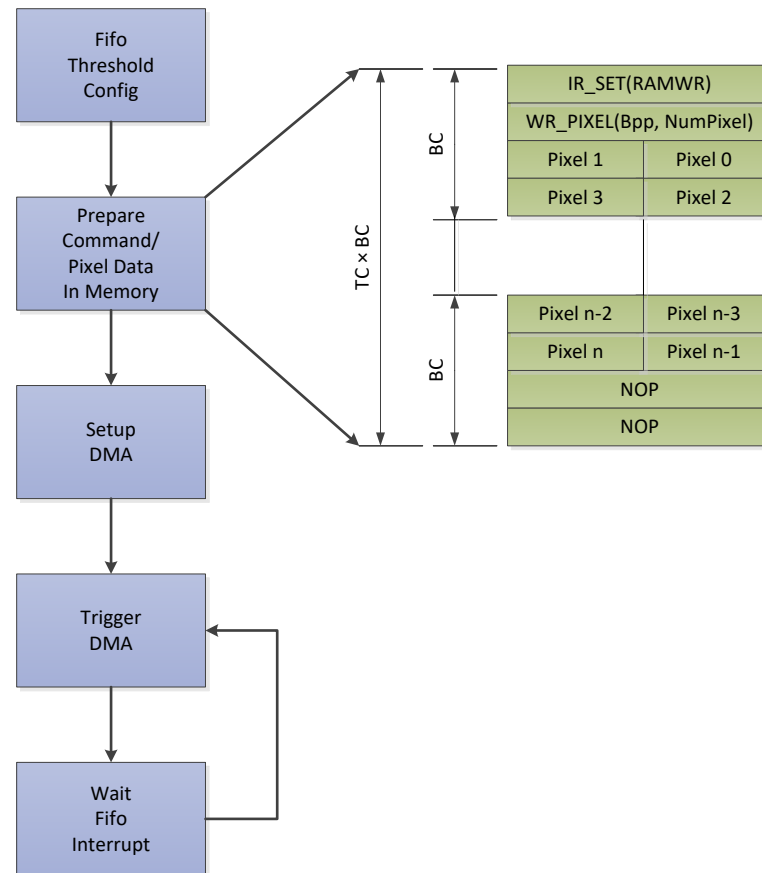 Fifo
Threshold
Config
Prepare
Command/
Pixel Data
In Memory
Setup
DMA
Trigger
DMA
Wait
Fifo
Interrupt
TC × BC
BC
BC
IR_SET(RAMWR)
WR_PIXEL(Bpp, NumPixel)
Pixel 1 Pixel 0
Pixel 3 Pixel 2
Pixel n-2 Pixel n-3
Pixel n Pixel n-1
NOP
NOP